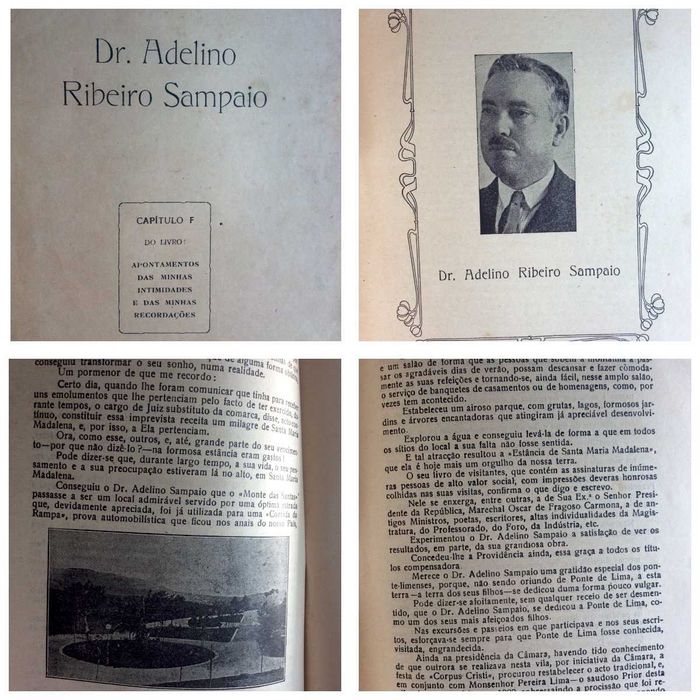 Dr. Adelino
Ribeiro Sampaio
CAPÍTULO F
DO LIVRO:
APONTAMENTOS
DAS MINHAS
INTIMIDADES
E DAS MINHAS
RECORDAÇÕES
Dr. Adelino Ribeiro Sampaio
de alguma forma
conseguiu transformar o seu sonho, numa realidade.
Um pormenor de que me recordo:
Certo dia, quando lhe foram comunicar que tinha para receber
uns emolumentos que lhe pertenciam pelo facto de ter exercido, du-
rante tempos, o cargo de Juiz substituto da comarca, disse, acto con-
tínuo, constituir essa imprevista receita um milagre de Santa Maria
Madalena, e, por isso, a Ela pertenciam.
Ora, como esse, outros, e, até, grande parte do seu vencimen-
to—por que não dizê-lo?—na formosa estância eram gastos!
Pode dizer-se que, durante largo tempo, a sua vida, o seu pen-
samento e a sua preocupação estiveram lá no alto, em Santa Maria
Madalena.
Conseguiu o Dr. Adelino Sampaio que o «Monte das Santas»
passasse a ser um local admirável servido por uma óptima estrada
que, devidamente apreciada, foi já utilizada para uma «Corrida da
Rampa», prova automobilística que ficou nos anais do nosso País,
e um salão de forma que as pessoas que sobem a montanha a pas-
sar os agradáveis dias de verão, possam descansar e fazer cómoda-
mente as suas refeições e tornando-se, ainda fácil, nesse amplo salão,
o serviço de banquetes de casamentos ou de homenagens, como, por
vezes tem acontecido.
Estabeleceu um airoso parque, com grutas, lagos, formosos jar-
dins e árvores encantadoras que atingiram já apreciável desenvolvi-
mento.
Explorou a água e conseguiu levá-la de forma a que em todos
os sítios do local a sua falta não fosse sentida.
E tal atracção resultou a «Estância de Santa Maria Madalena»,
que ela é hoje mais um orgulho da nossa terra.
O seu livro de visitantes, que contém as assinaturas de inúme-
ras pessoas de alto valor social, com impressões deveras honrosas
colhidas nas suas visitas, confirma o que digo e escrevo.
Nele se exerga, entre outras, a de Sua Ex.ª o Senhor Presi-
dente da República, Marechal Oscar de Fragoso Carmona, a de an-
tigos Ministros, poetas, escritores, altas individualidades da Magis-
tratura, do Professorado, do Foro, da Indústria, etc.
Experimentou o Dr. Adelino Sampaio a satisfação de ver os
resultados, em parte, da sua grandiosa obra.
Concedeu-lhe a Providência ainda, essa graça a todos os títu-
los compensadora.
Merece o Dr. Adelino Sampaio uma gratidão especial dos pon-
te-limenses, porque, não sendo oriundo de Ponte de Lima, a esta
terra—a terra dos seus filhos—se dedicou duma forma pouco vulgar.
Pode dizer-se afoitamente, sem qualquer receio de ser desmen-
tido, que o Dr. Adelino Sampaio, se dedicou a Ponte de Lima, co-
mo um dos seus mais afeiçoados filhos.
Nas excursões e passeios em que participava e nos seus escri-
tos, esforçava-se sempre para que Ponte de Lima fosse conhecida,
visitada, engrandecida.
Ainda na presidência da Câmara, havendo tido conhecimento
de que outrora se realizava nesta vila, por iniciativa da Câmara, a
festa de «Corpus Cristi», procurou restabelecer o acto tradicional, e,
em conjunto com Monsenhor Pereira Lima—o saudoso Prior desta
a procissão que foi re-